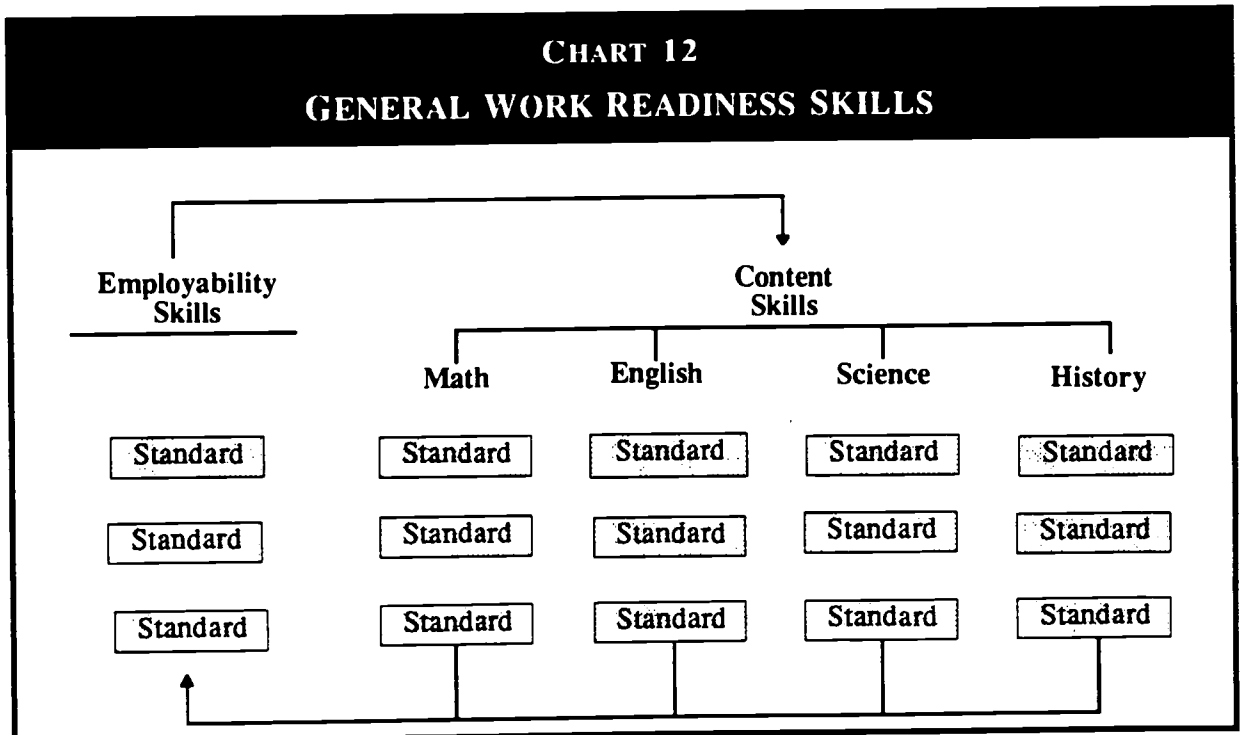 CHART 12
GENERAL WORK READINESS SKILLS
Employability
Skills
Content
Skills
Math English Science History
Standard Standard Standard Standard Standard
Standard Standard Standard Standard Standard
Standard Standard Standard Standard Standard